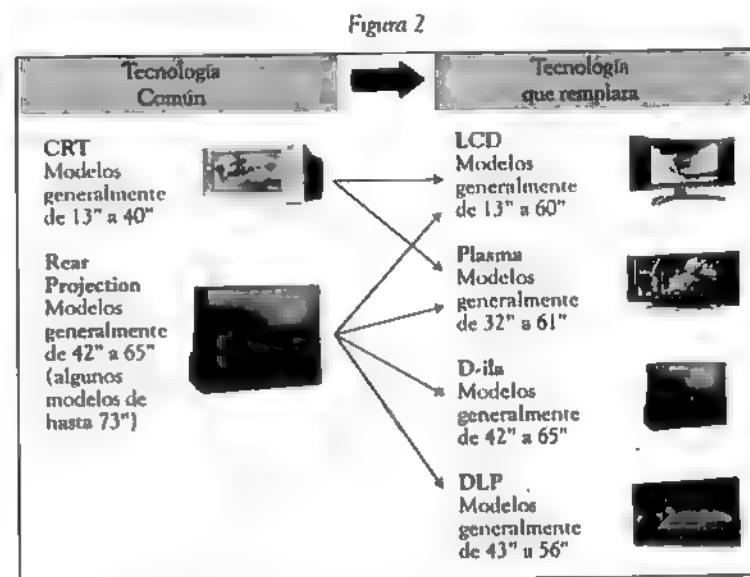 Figura 2
Tecnología
Común
Tecnología
que remplaza
CRT
Modelos
generalmente
de 13" a 40"
Rear
Projection
Modelos
generalmente
de 42" a 65"
(algunos
modelos de
hasta 73")
LCD
Modelos
generalmente
de 13" a 60"
Plasma
Modelos
generalmente
de 32" a 61"
D-ila
Modelos
generalmente
de 42" a 65"
DLP
Modelos
generalmente
de 43" a 56"